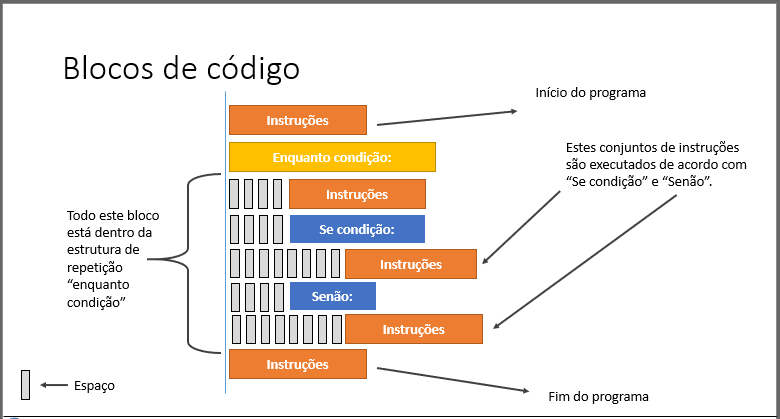 Blocos de código
Início do programa
Instruções
Enquanto condição:
Estes conjuntos de instruções
são executados de acordo com
“Se condição” e “Senão”.
Instruções
Se condição:
Todo este bloco
está dentro da
estrutura de
repetição
“enquanto
condição”
Instruções
Senão:
Instruções
Instruções
Espaço
Fim do programa